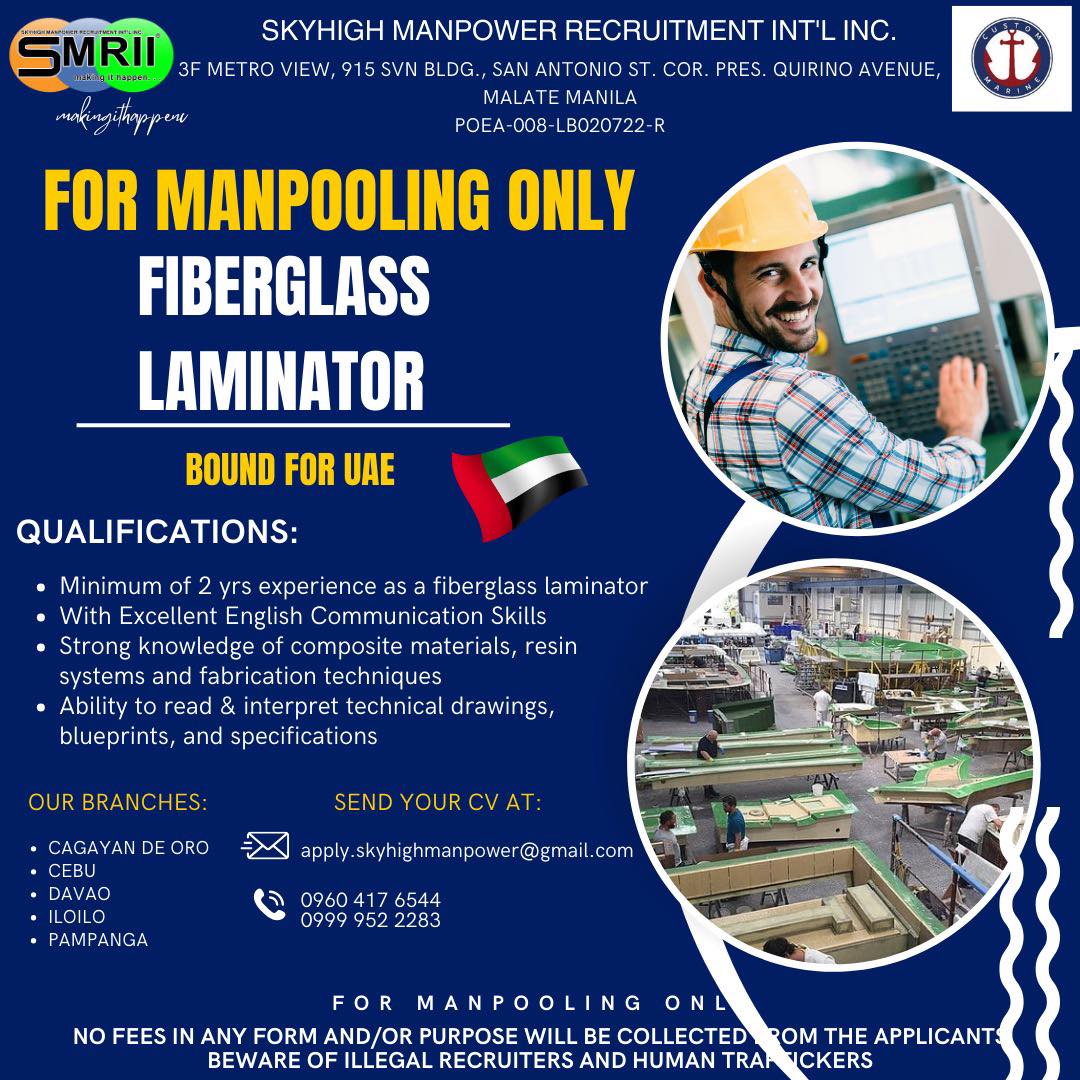 SKYHIGH MANPOWER RECRUITMENT INT'L INC.
SMRII
making it happen...
makingithappen
3F METRO VIEW, 915 SVN BLDG., SAN ANTONIO ST. COR. PRES. QUIRINO AVENUE,
MALATE MANILA
POEA-008-LB020722-R
CUSTOM
MARINE
FOR MANPOOLING ONLY
FIBERGLASS
LAMINATOR
BOUND FOR UAE
QUALIFICATIONS:
• Minimum of 2 yrs experience as a fiberglass laminator
• With Excellent English Communication Skills
• Strong knowledge of composite materials, resin
systems and fabrication techniques
• Ability to read & interpret technical drawings,
blueprints, and specifications
OUR BRANCHES:
• CAGAYAN DE ORO
• CEBU
• DAVAO
• ILOILO
• PAMPANGA
SEND YOUR CV AT:
apply.skyhighmanpower@gmail.com
0960 417 6544
0999 952 2283
FOR MANPOOLING ONL
NO FEES IN ANY FORM AND/OR PURPOSE WILL BE COLLECTED FROM THE APPLICANTS
BEWARE OF ILLEGAL RECRUITERS AND HUMAN TRAFFICKERS